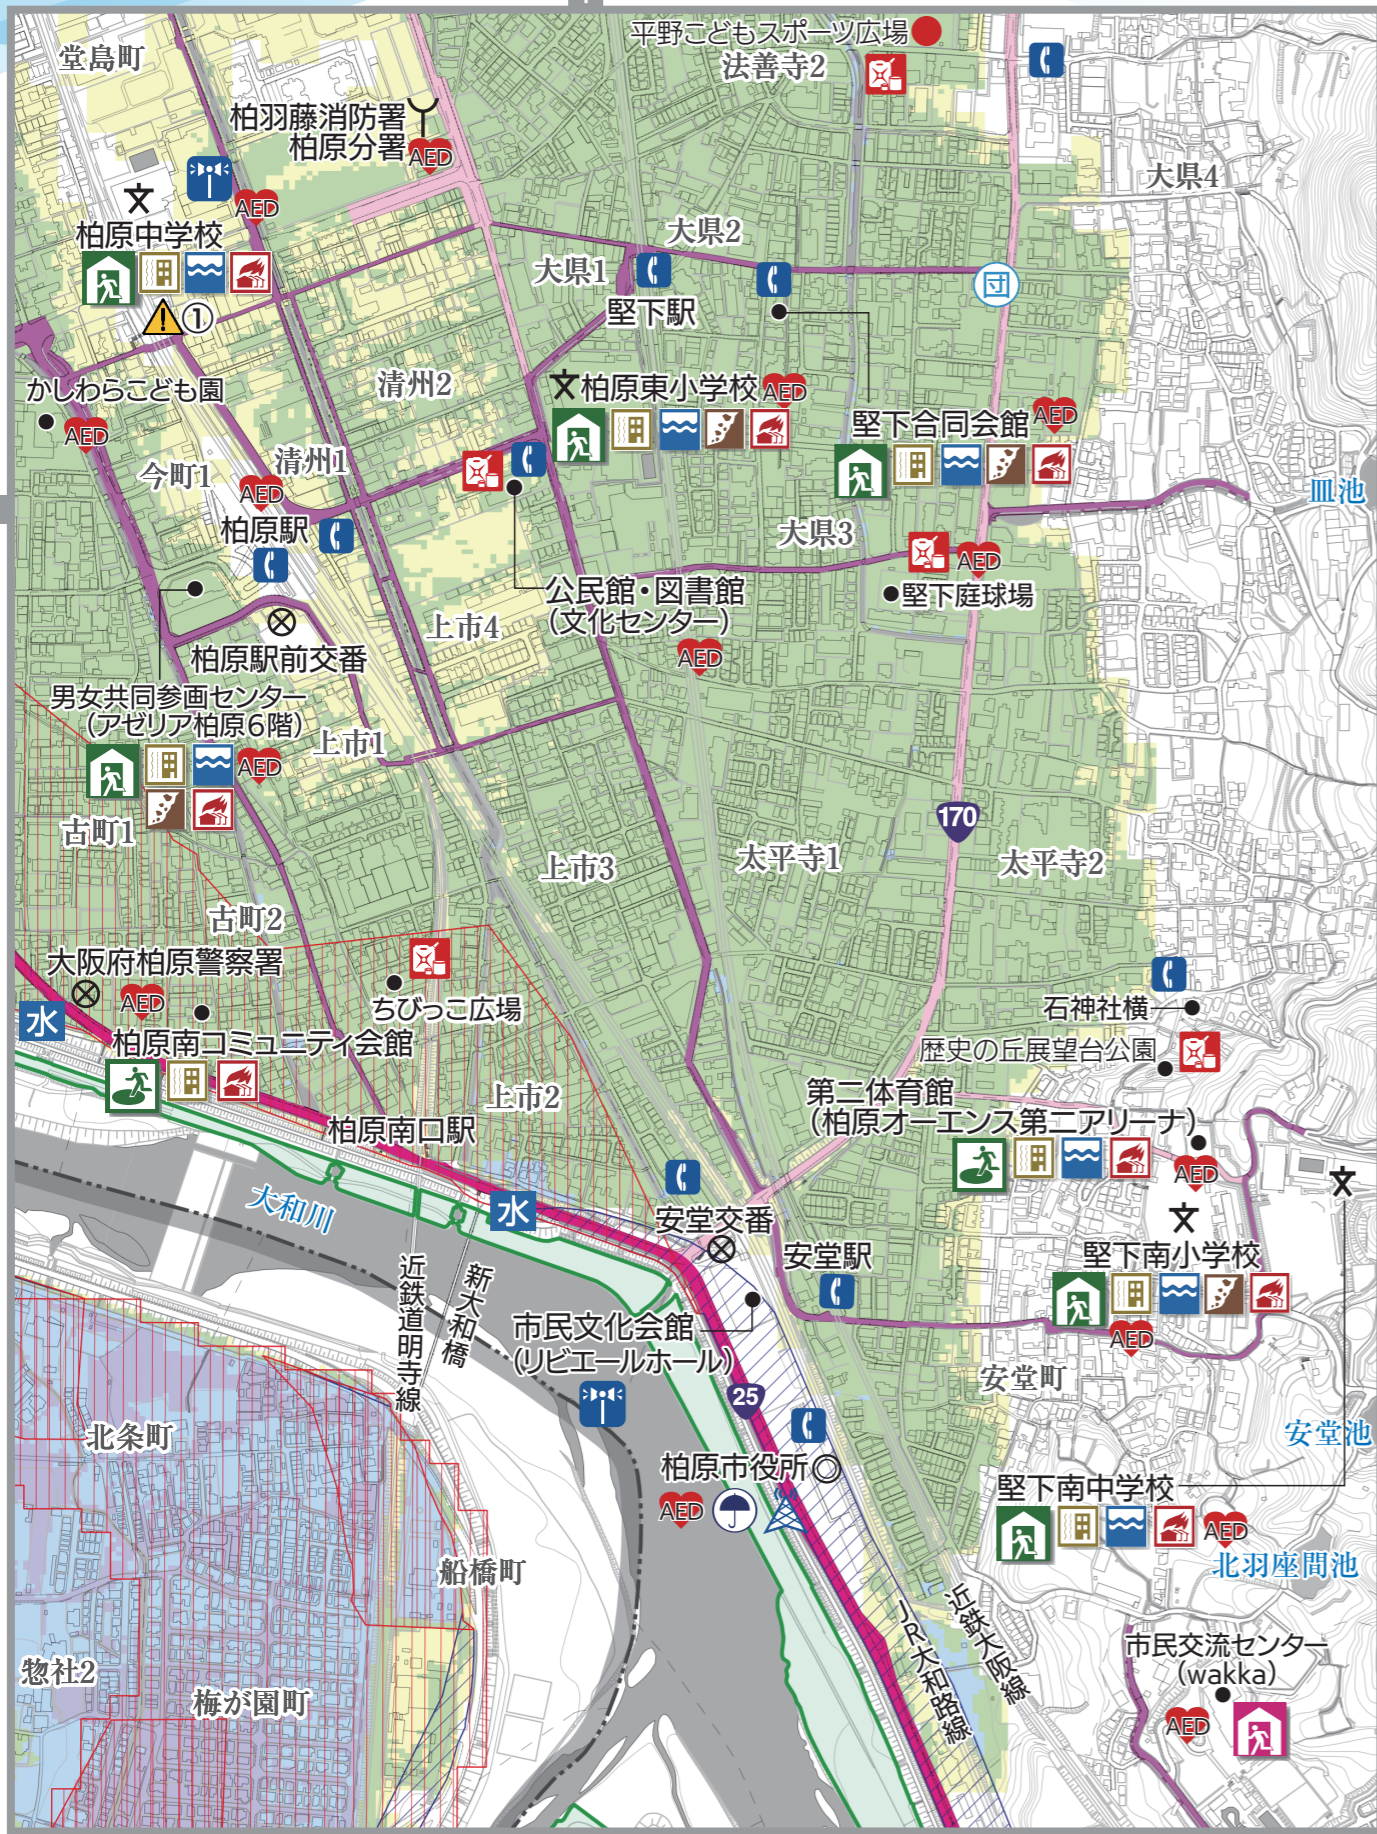 平野こどもスポーツ広場
法善寺2
堂島町
柏羽藤消防署
柏原分署
AED
大県4
AED
柏原中学校
大県2
大県1
団
①
堅下駅
かしわらこども園
AED
清州2
柏原東小学校
AED
堅下合同会館
AED
今町1
清州1
AED
皿池
柏原駅
大県3
AED
公民館・図書館
(文化センター)
AED
堅下庭球場
上市4
柏原駅前交番
男女共同参画センター
(アゼリア柏原6階)
上市1
AED
古町1
170
上市3
太平寺1
太平寺2
古町2
大阪府柏原警察署
AED
水
ちびっこ広場
石神社横
柏原南コミュニティ会館
歴史の丘展望台公園
上市2
第二体育館
(柏原オーエンス第二アリーナ)
AED
柏原南口駅
大和川
水
安堂交番
安堂駅
堅下南小学校
AED
近鉄道明寺線
新大和橋
市民文化会館
(リビエールホール)
安堂町
25
北条町
安堂池
柏原市役所
AED
堅下南中学校
AED
北羽座間池
船橋町
JR大和路線
近鉄大阪線
市民交流センター
(wakka)
AED
惣社2
梅が園町